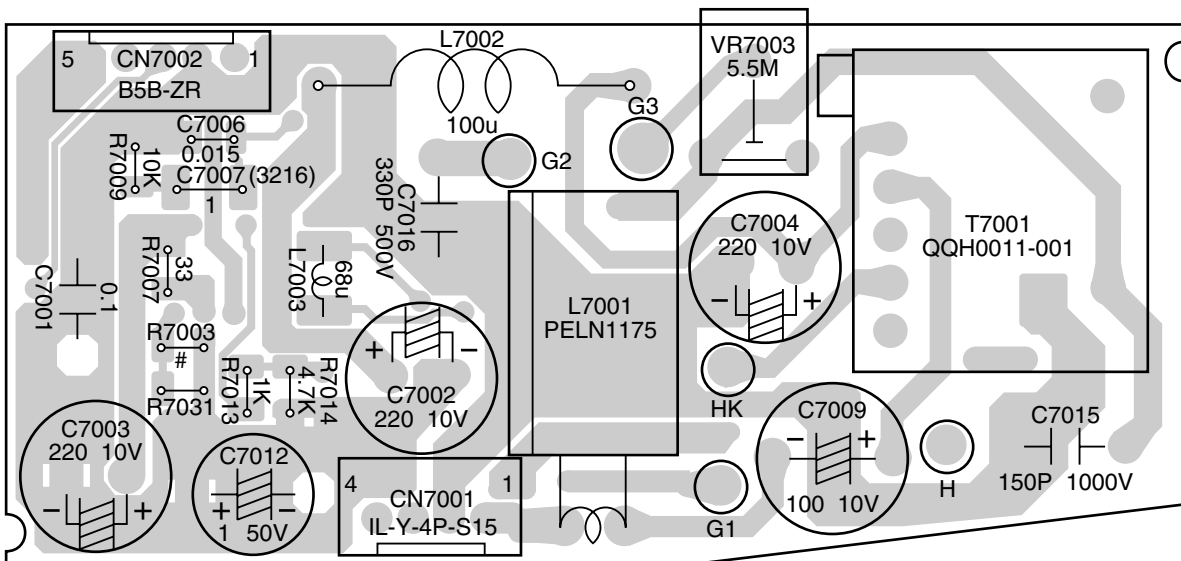 5
CN7002
1
B5B-ZR
L7002
100u
VR7003
5.5M
G3
G2
C7006
0.015
C7007(3216)
1
R7009
10K
C7016
330P 500V
C7004
220 10V
- +
T7001
QQH0011-001
R7007
33
L7003
68u
C7001
0.1
L7001
PELN1175
R7003
#
R7031
R7013
1K
R7014
4.7K
+ -
C7002
220 10V
HK
C7003
220 10V
- +
C7012
+
1 50V
4
CN7001
1
IL-Y-4P-S15
G1
C7009
- +
100 10V
H
C7015
150P 1000V